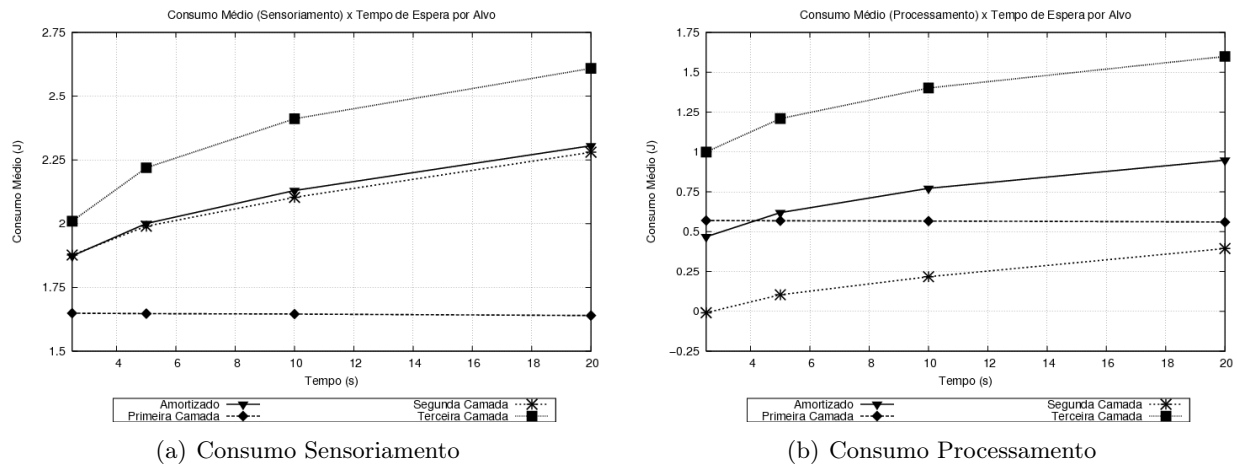 Consumo Médio (Sensoriamento) x Tempo de Espera por Alvo
2.75
2.5
2.25
2
1.75
1.5
Consumo Médio (J)
4 6 8 10 12 14 16 18 20
Tempo (s)
Amortizado Segunda Camada
Primeira Camada Terceira Camada
(a) Consumo Sensoriamento
Consumo Médio (Processamento) x Tempo de Espera por Alvo
1.75
1.5
1.25
1
0.75
0.5
0.25
0
−0.25
Consumo Médio (J)
4 6 8 10 12 14 16 18 20
Tempo (s)
Amortizado Segunda Camada
Primeira Camada Terceira Camada
(b) Consumo Processamento